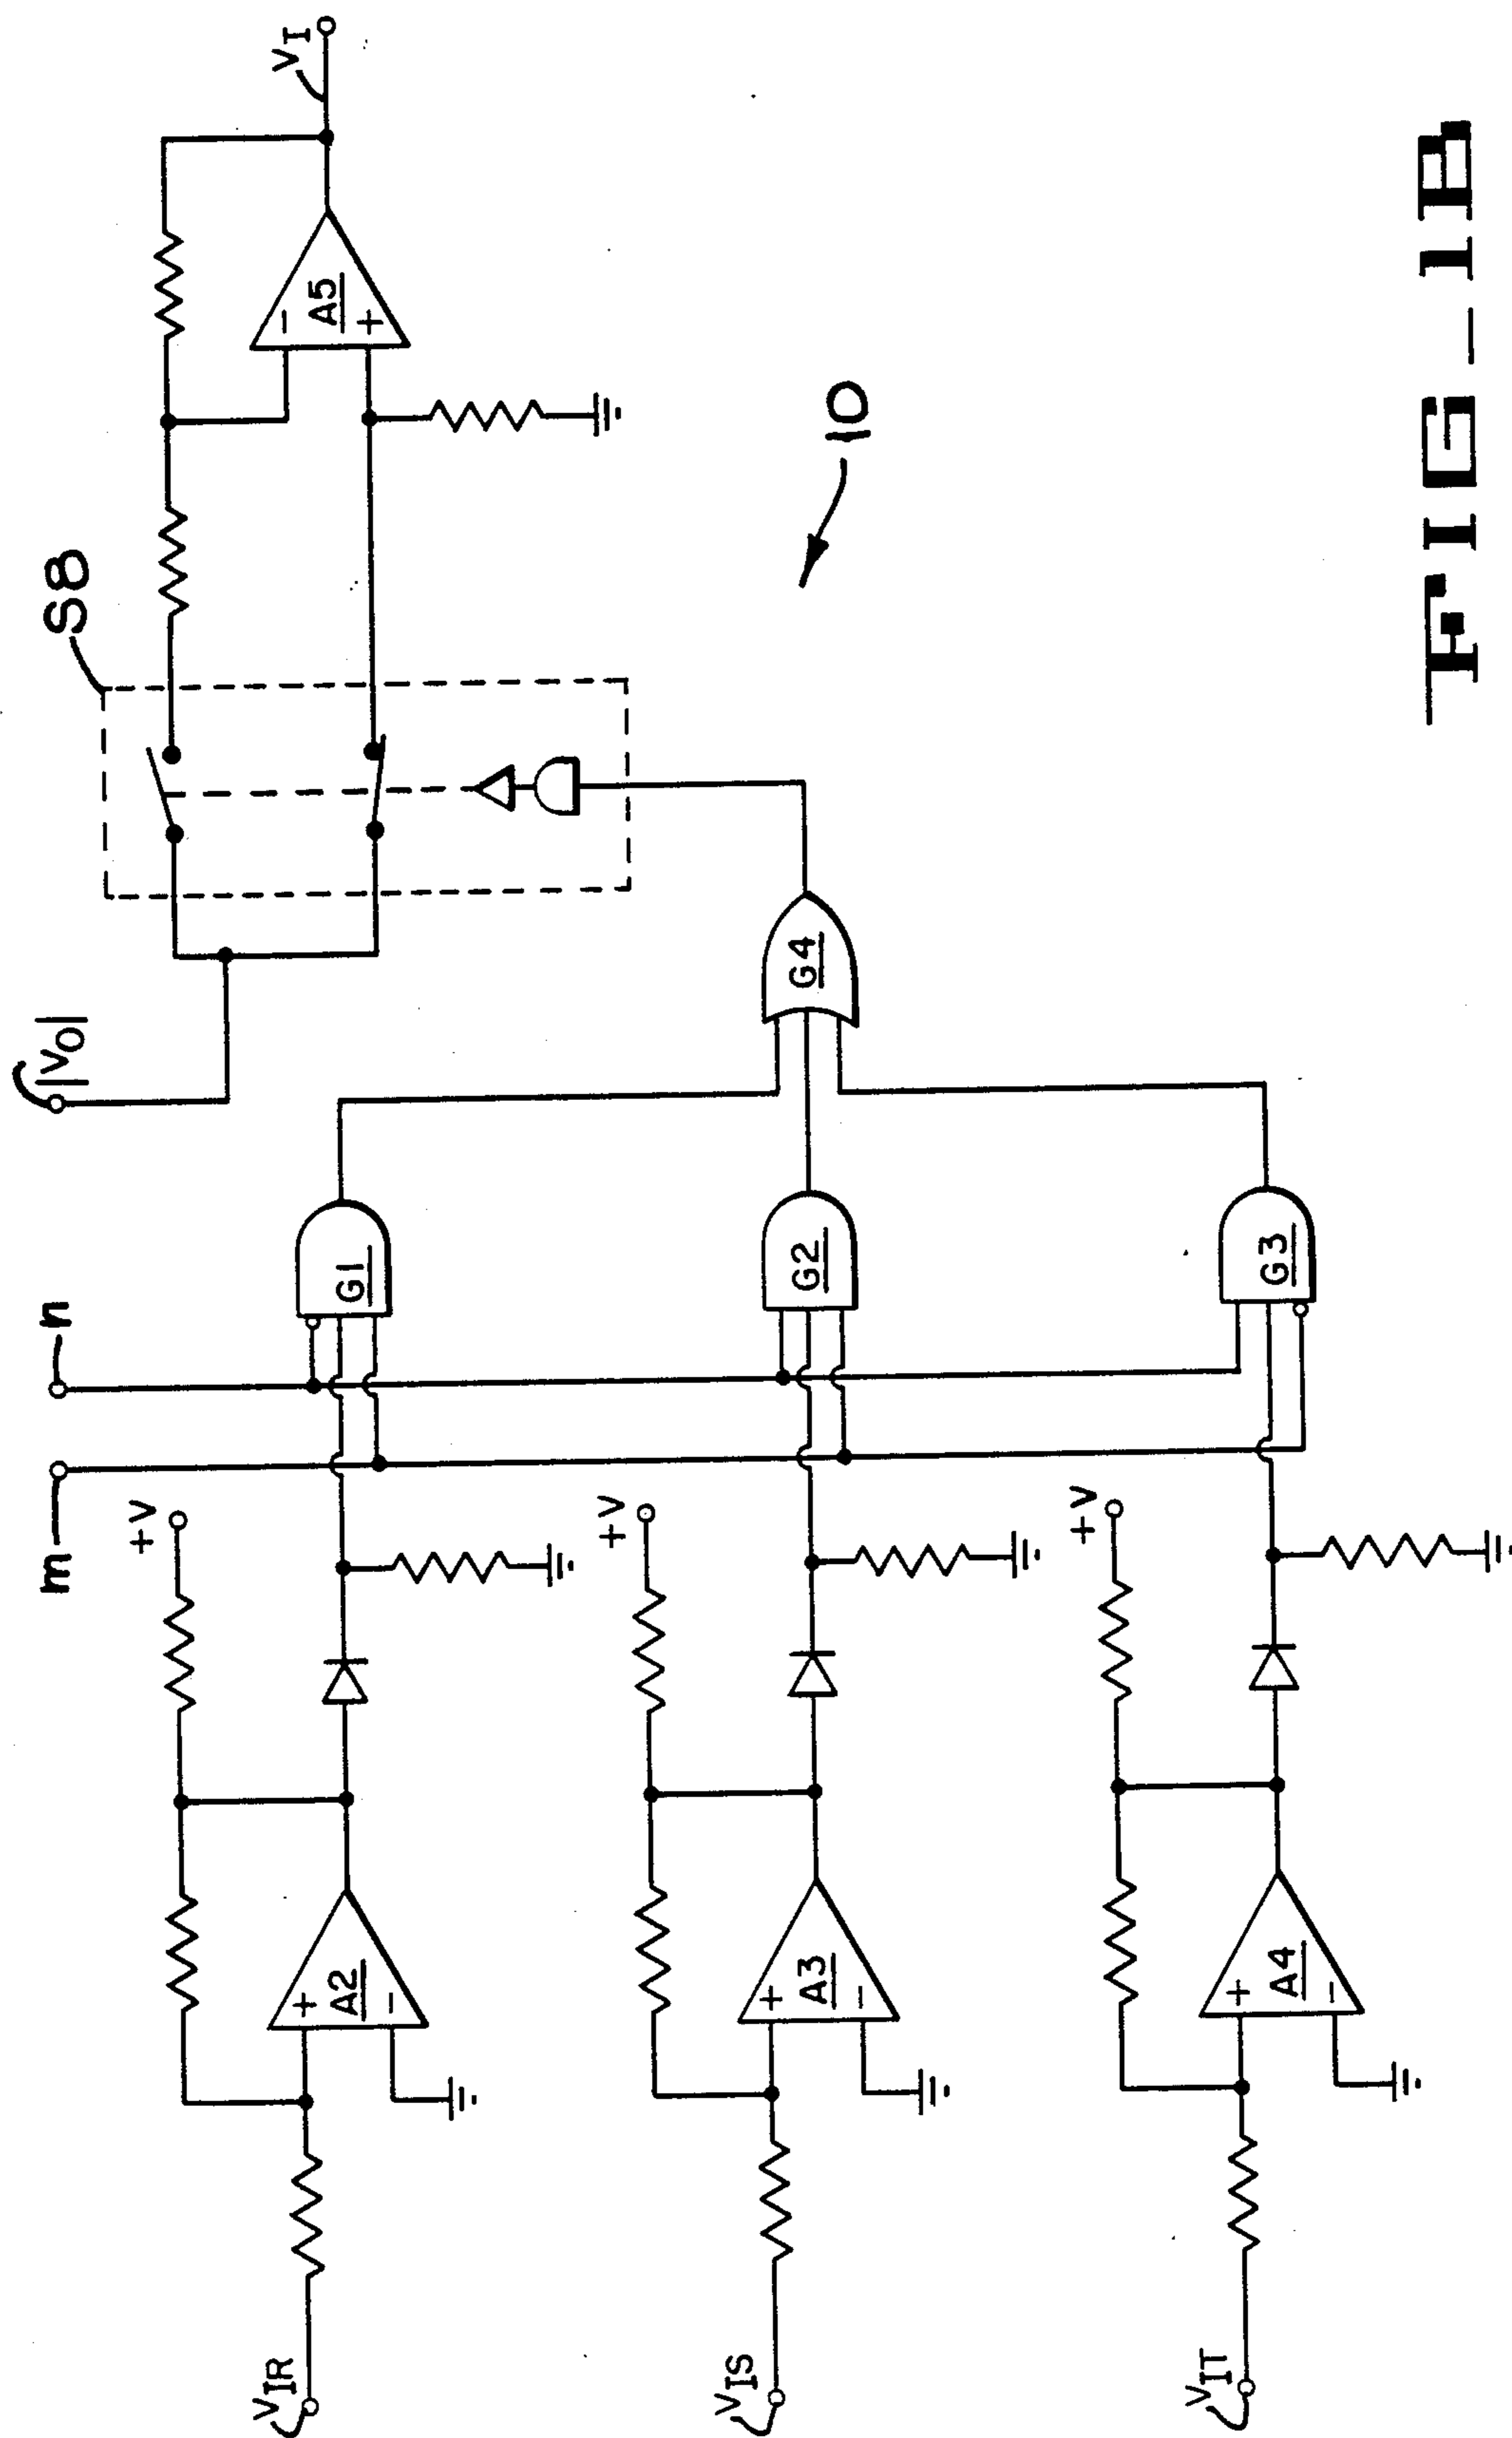 V_I
S8
A5
−
+
10
|V_O|
G4
n
m
G1
G2
G3
+V
+V
+V
+
A2
−
+
A3
−
+
A4
−
V_IR
V_IS
V_IT
FIG_1B